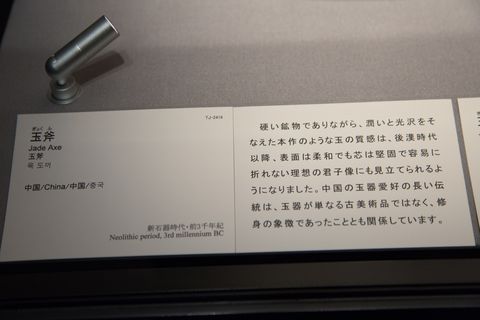 TJ-2414
ぎょく ふ
玉斧
Jade Axe
玉斧
옥 도끼
中国/China/中国/중국
新石器時代・前3千年紀
Neolithic period, 3rd millennium BC
硬い鉱物でありながら、潤いと光沢をそ
なえた本作のような玉の質感は、後漢時代
以降、表面は柔和でも芯は堅固で容易に
折れない理想の君子像にも見立てられるよ
うになりました。中国の玉器愛好の長い伝
統は、玉器が単なる古美術品ではなく、修
身の象徴であったこととも関係しています。